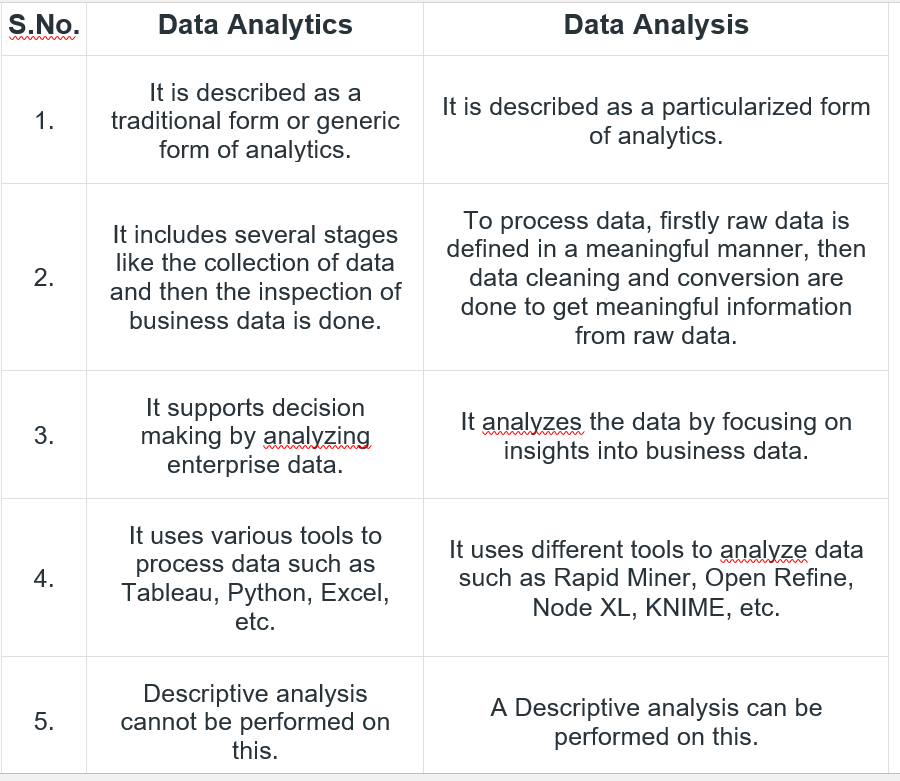 S.No. Data Analytics Data Analysis
1.
It is described as a
traditional form or generic
form of analytics.
It is described as a particularized form
of analytics.
2.
It includes several stages
like the collection of data
and then the inspection of
business data is done.
To process data, firstly raw data is
defined in a meaningful manner, then
data cleaning and conversion are
done to get meaningful information
from raw data.
3.
It supports decision
making by analyzing
enterprise data.
It analyzes the data by focusing on
insights into business data.
4.
It uses various tools to
process data such as
Tableau, Python, Excel,
etc.
It uses different tools to analyze data
such as Rapid Miner, Open Refine,
Node XL, KNIME, etc.
5.
Descriptive analysis
cannot be performed on
this.
A Descriptive analysis can be
performed on this.